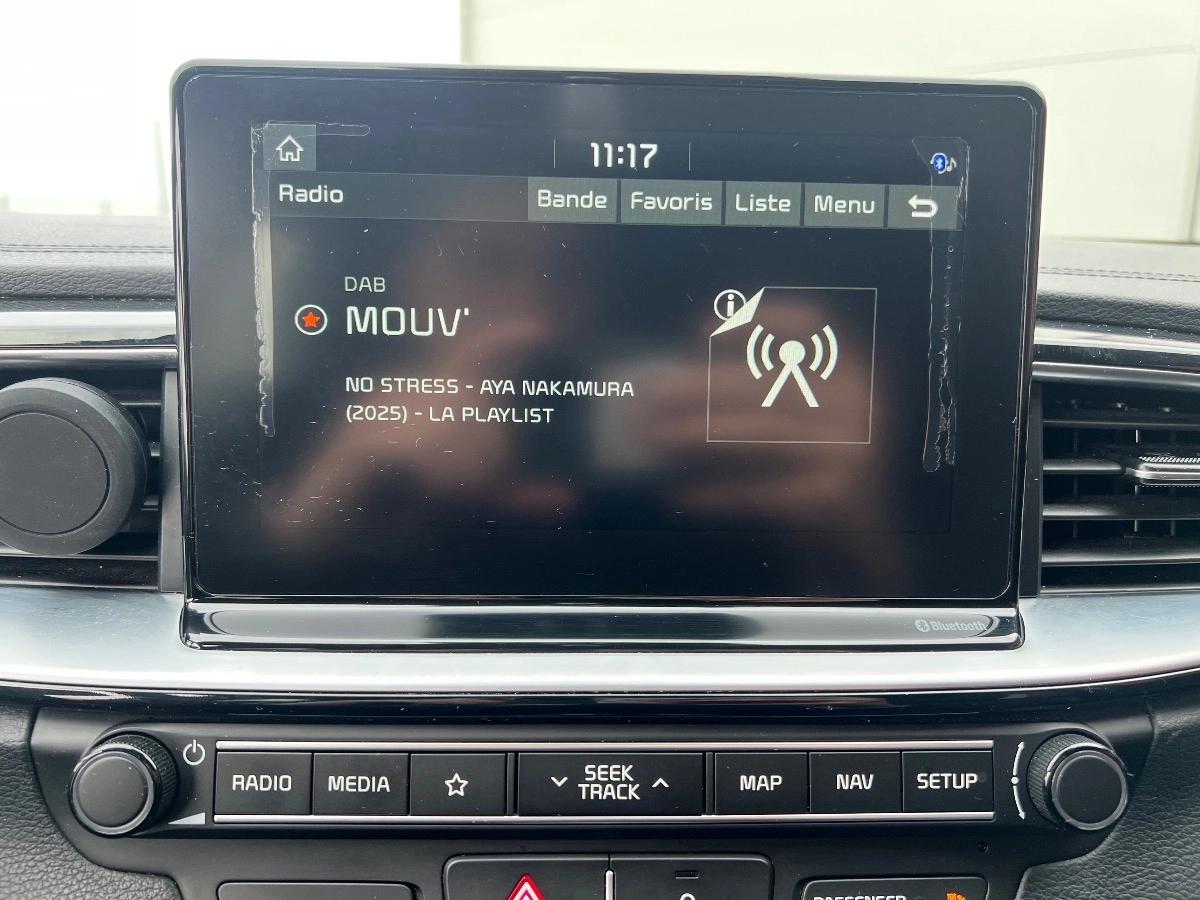 11:17
Radio Bande Favoris Liste Menu
DAB
MOUV'
NO STRESS - AYA NAKAMURA
(2025) - LA PLAYLIST
Bluetooth
RADIO MEDIA SEEK TRACK MAP NAV SETUP
PASSENGER